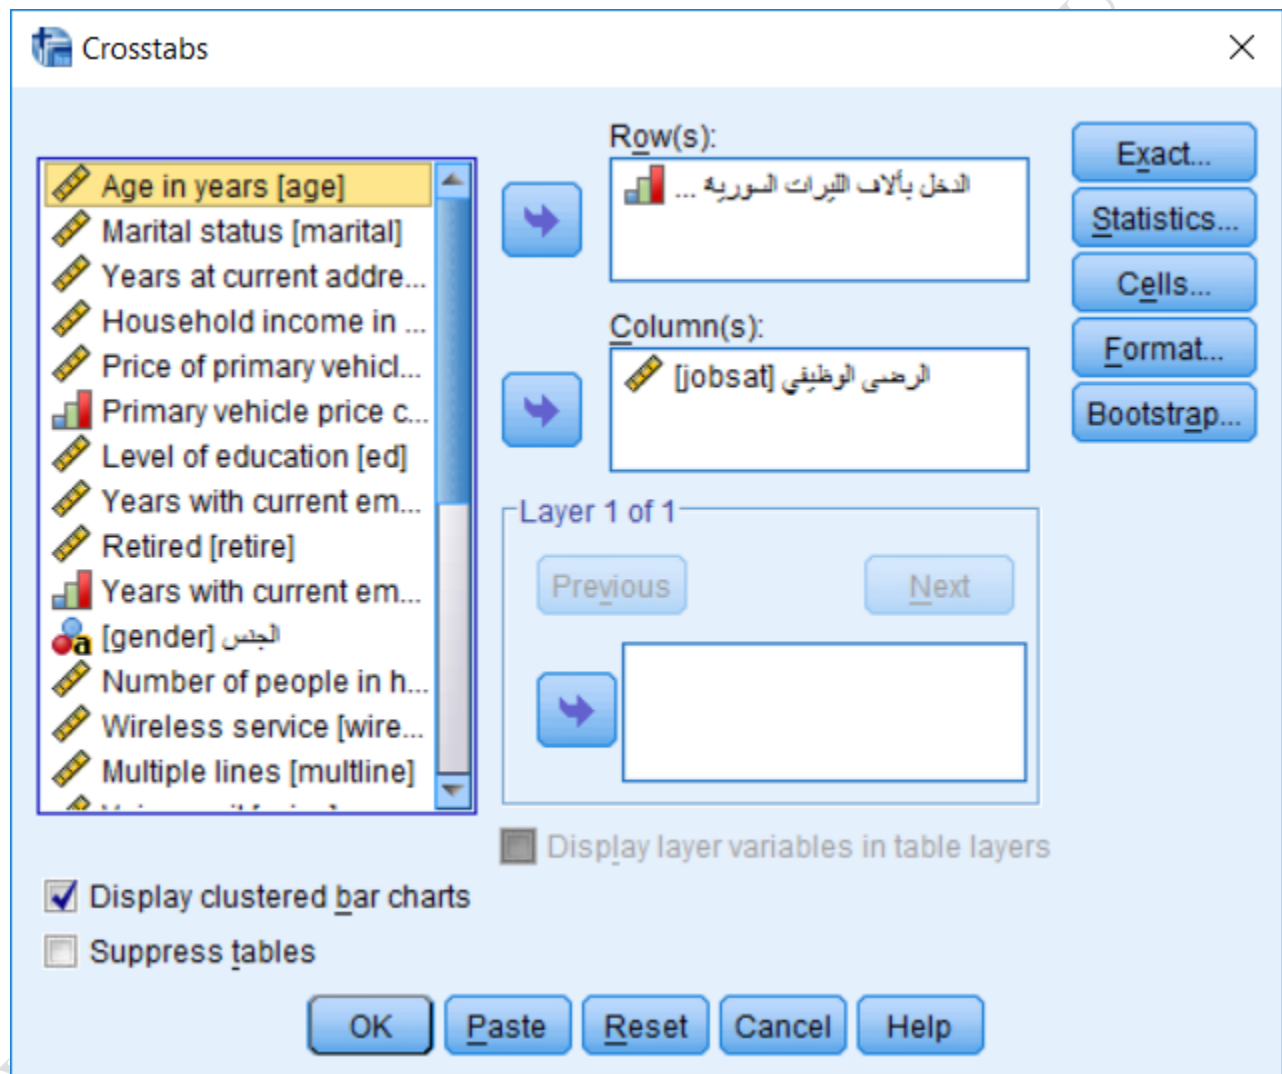 Crosstabs
Age in years [age]
Marital status [marital]
Years at current addre...
Household income in ...
Price of primary vehicl...
Primary vehicle price c...
Level of education [ed]
Years with current em...
Retired [retire]
Years with current em...
الجنس [gender]
Number of people in h...
Wireless service [wire...
Multiple lines [multline]
Row(s):
الدخل بألاف الليرات السورية ...
Column(s):
الرضى الوظيفي [jobsat]
Layer 1 of 1
Previous
Next
Display layer variables in table layers
Exact...
Statistics...
Cells...
Format...
Bootstrap...
Display clustered bar charts
Suppress tables
OK
Paste
Reset
Cancel
Help